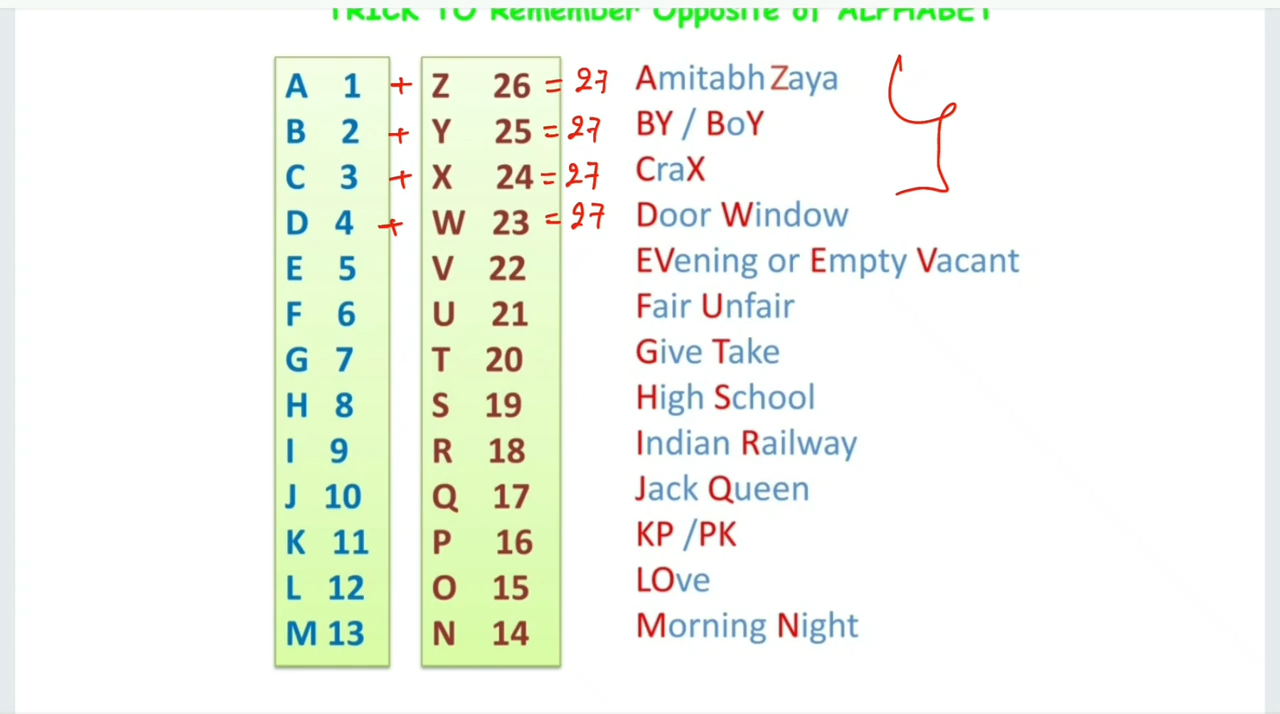 TRICK TO Remember Opposite of ALPHABET
A 1 + Z 26 = 27 Amitabh Zaya
B 2 + Y 25 = 27 BY / BoY
C 3 + X 24 = 27 CraX
D 4 + W 23 = 27 Door Window
E 5 V 22 EVening or Empty Vacant
F 6 U 21 Fair Unfair
G 7 T 20 Give Take
H 8 S 19 High School
I 9 R 18 Indian Railway
J 10 Q 17 Jack Queen
K 11 P 16 KP /PK
L 12 O 15 LOve
M 13 N 14 Morning Night